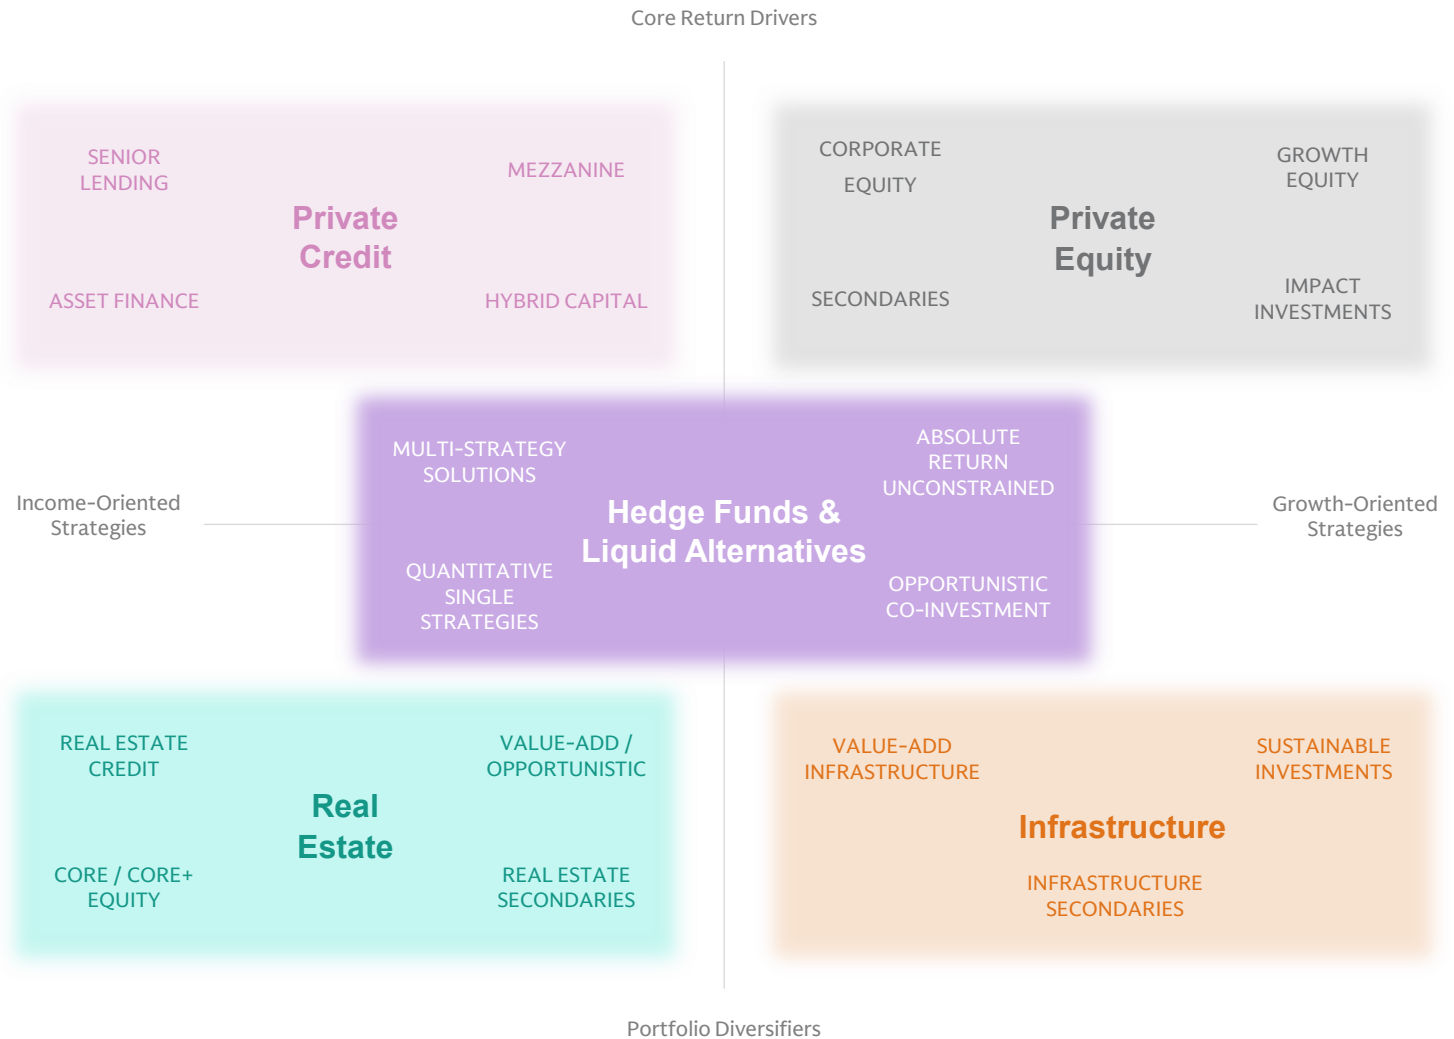 Core Return Drivers
SENIOR
LENDING
MEZZANINE
Private
Credit
ASSET FINANCE
HYBRID CAPITAL
CORPORATE
EQUITY
GROWTH
EQUITY
Private
Equity
SECONDARIES
IMPACT
INVESTMENTS
Income-Oriented
Strategies
MULTI-STRATEGY
SOLUTIONS
ABSOLUTE
RETURN
UNCONSTRAINED
Hedge Funds &
Liquid Alternatives
QUANTITATIVE
SINGLE
STRATEGIES
OPPORTUNISTIC
CO-INVESTMENT
Growth-Oriented
Strategies
REAL ESTATE
CREDIT
VALUE-ADD /
OPPORTUNISTIC
Real
Estate
CORE / CORE+
EQUITY
REAL ESTATE
SECONDARIES
VALUE-ADD
INFRASTRUCTURE
SUSTAINABLE
INVESTMENTS
Infrastructure
INFRASTRUCTURE
SECONDARIES
Portfolio Diversifiers